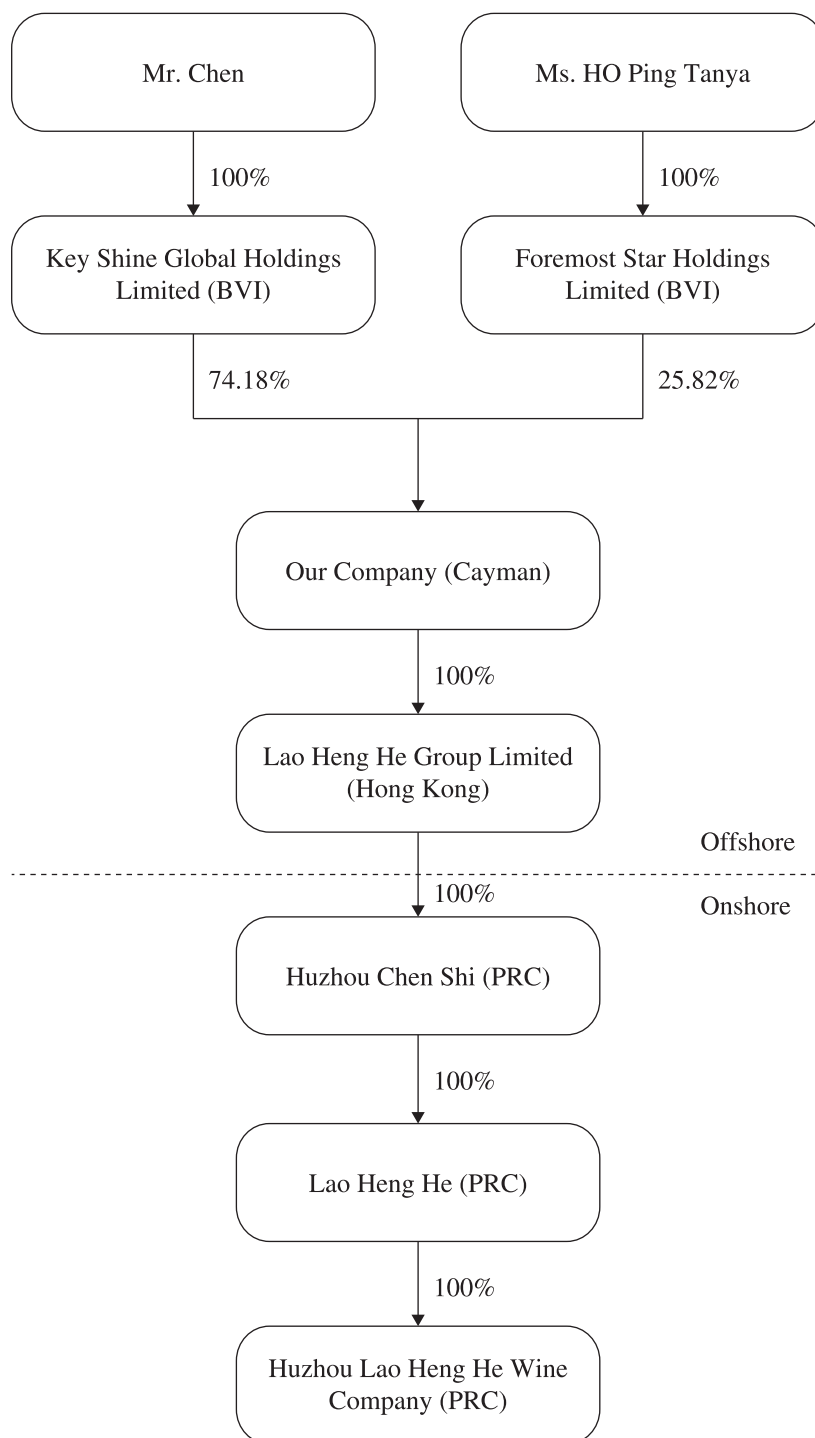 Mr. Chen
Ms. HO Ping Tanya
100%
100%
Key Shine Global Holdings
Limited (BVI)
Foremost Star Holdings
Limited (BVI)
74.18%
25.82%
Our Company (Cayman)
100%
Lao Heng He Group Limited
(Hong Kong)
Offshore
100%
Onshore
Huzhou Chen Shi (PRC)
100%
Lao Heng He (PRC)
100%
Huzhou Lao Heng He Wine
Company (PRC)